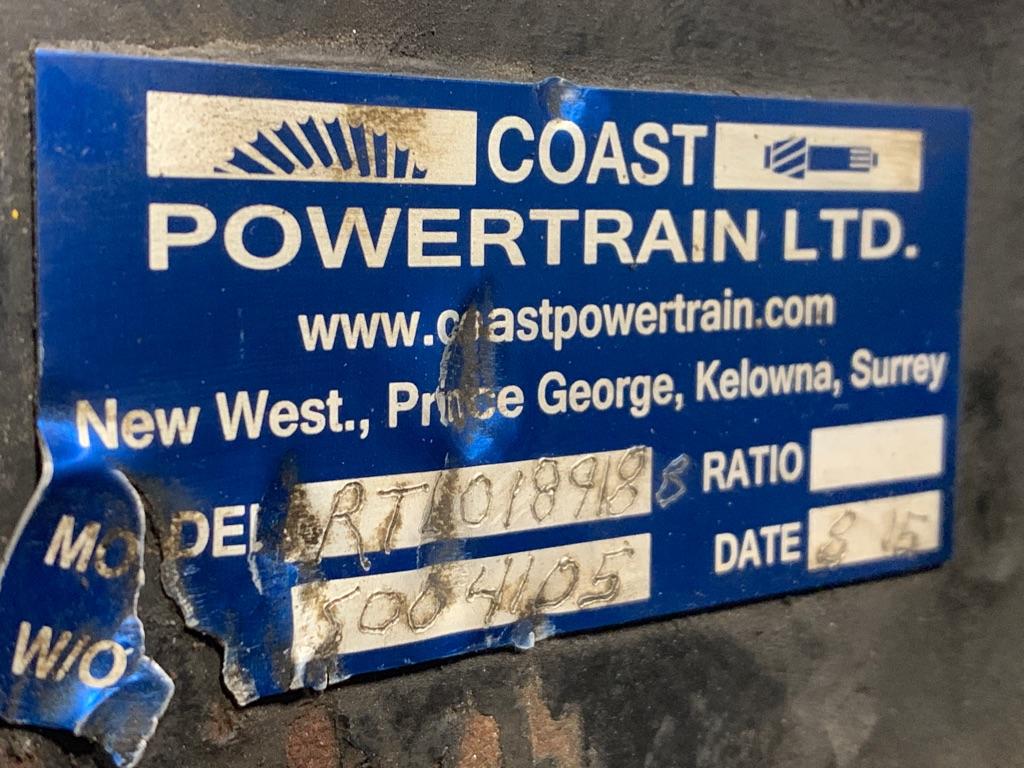 COAST
POWERTRAIN LTD.
www.coastpowertrain.com
New West., Prince George, Kelowna, Surrey
MODEL RTLO18918B RATIO
W/O 5004105 DATE 8 15